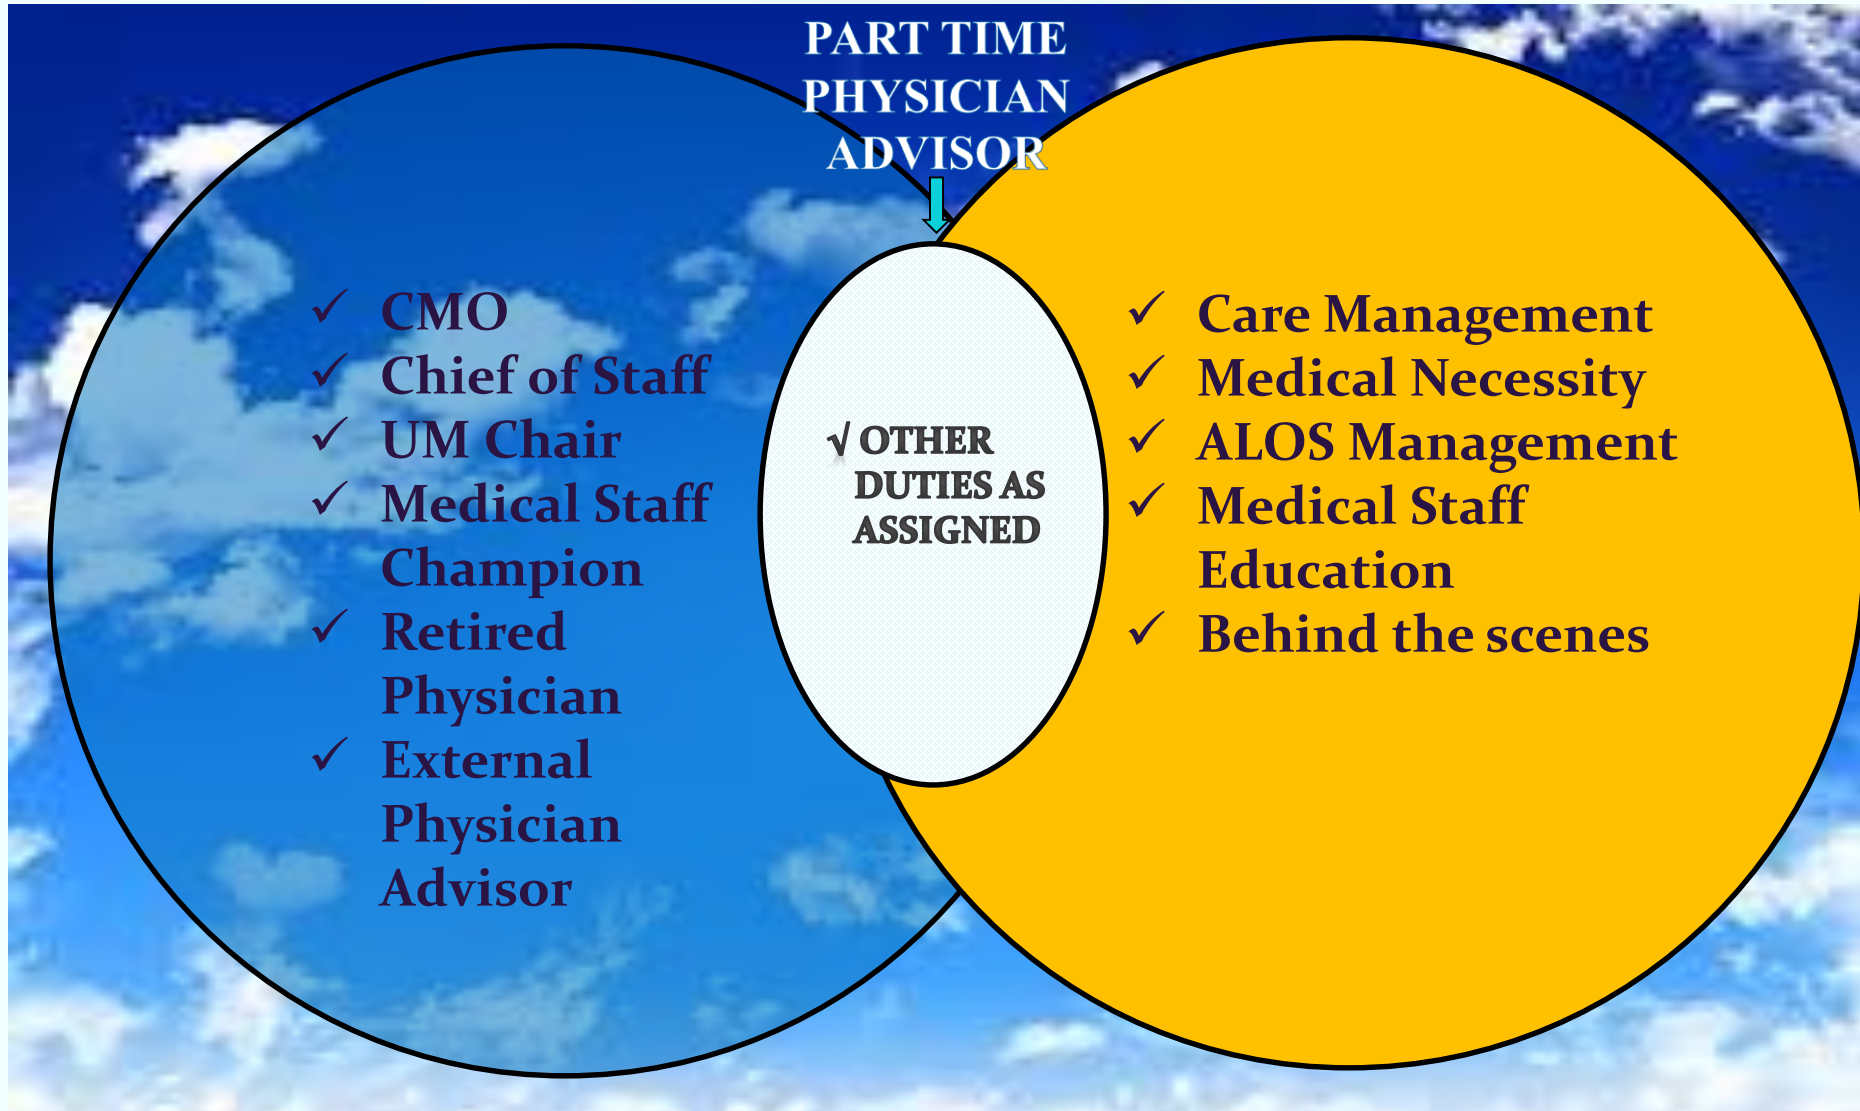 PART TIME
PHYSICIAN
ADVISOR
✓ CMO
✓ Chief of Staff
✓ UM Chair
✓ Medical Staff
Champion
✓ Retired
Physician
✓ External
Physician
Advisor
√ OTHER
DUTIES AS
ASSIGNED
✓ Care Management
✓ Medical Necessity
✓ ALOS Management
✓ Medical Staff
Education
✓ Behind the scenes